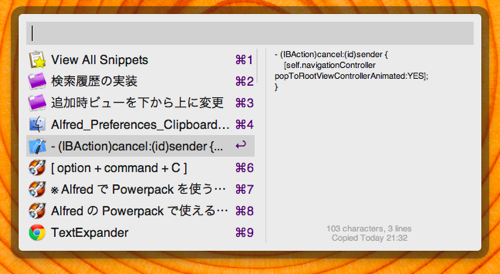 View All Snippets ⌘1
検索履歴の実装 ⌘2
追加時ビューを下から上に変更 ⌘3
Alfred_Preferences_Clipboard... ⌘4
- (IBAction)cancel:(id)sender {... ↩
[ option + command + C ] ⌘6
※ Alfred で Powerpack を使う… ⌘7
Alfred の Powerpack で使える… ⌘8
TextExpander ⌘9
- (IBAction)cancel:(id)sender {
[self.navigationController
popToRootViewControllerAnimated:YES];
}
103 characters, 3 lines
Copied Today 21:32